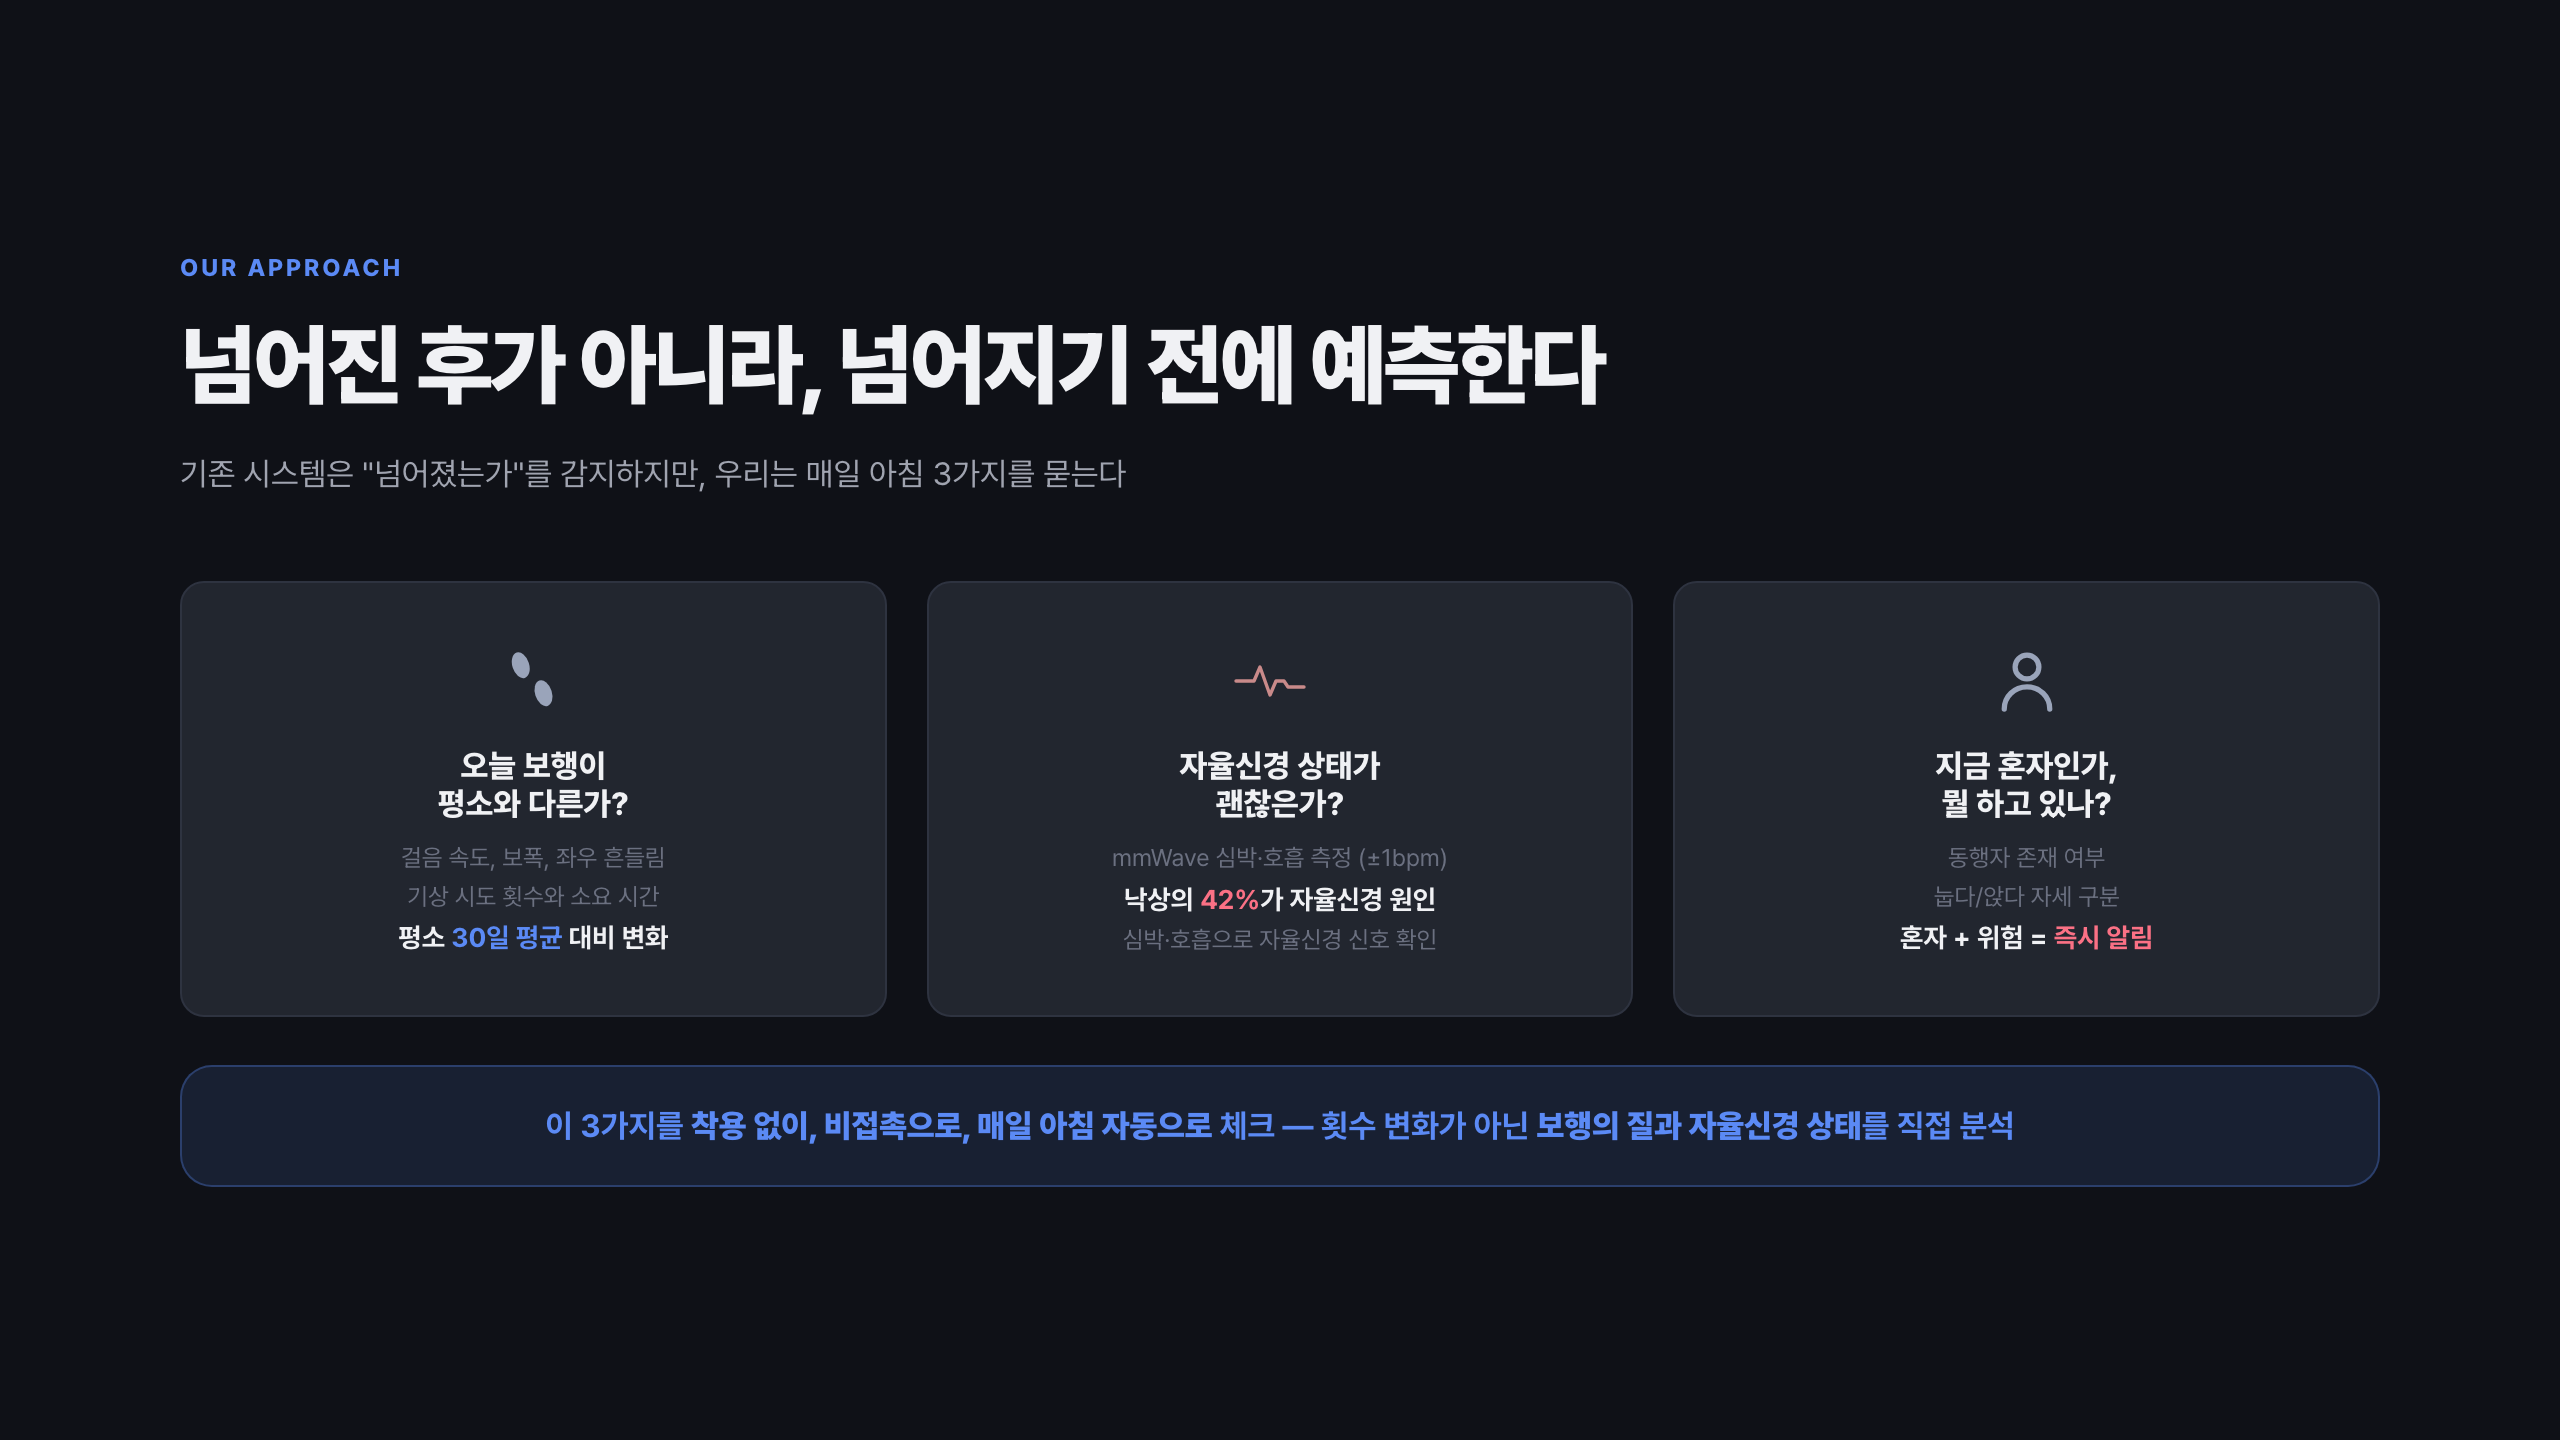 OUR APPROACH
넘어진 후가 아니라, 넘어지기 전에 예측한다
기존 시스템은 "넘어졌는가"를 감지하지만, 우리는 매일 아침 3가지를 묻는다
오늘 보행이
평소와 다른가?
걸음 속도, 보폭, 좌우 흔들림
기상 시도 횟수와 소요 시간
평소 30일 평균 대비 변화
자율신경 상태가
괜찮은가?
mmWave 심박·호흡 측정 (±1bpm)
낙상의 42%가 자율신경 원인
심박·호흡으로 자율신경 신호 확인
지금 혼자인가,
뭘 하고 있나?
동행자 존재 여부
눕다/앉다 자세 구분
혼자 + 위험 = 즉시 알림
이 3가지를 착용 없이, 비접촉으로, 매일 아침 자동으로 체크 — 횟수 변화가 아닌 보행의 질과 자율신경 상태를 직접 분석